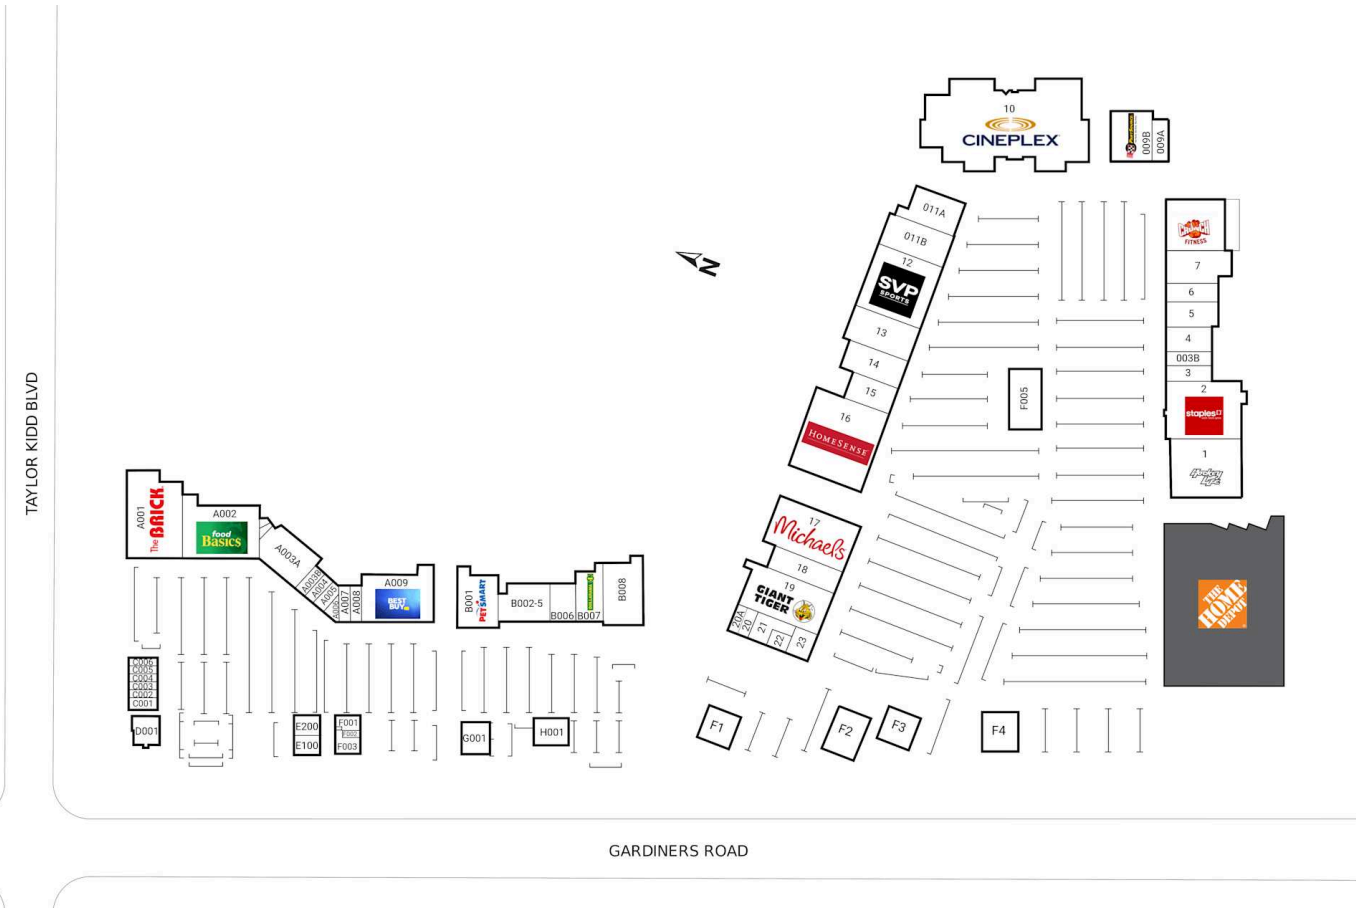 10
CINEPLEX
009B
009A
011A
011B
12
SVP
SPORTS
13
14
15
16
HOMESENSE
CRUNCH
FITNESS
7
6
5
4
003B
3
2
staples
1
Hockey
Life
F005
N
TAYLOR KIDD BLVD
A001
The BRICK
A002
food
Basics
A003A
A003B
A004
A005
A007
A008
A009
BEST
BUY
B001
PETSMART
B002-5
B006
B007
B008
17
Michaels
18
19
GIANT
TIGER
20A
20
21
22
23
THE
HOME
DEPOT
C006
C005
C004
C003
C002
C001
D001
E200
E100
F001
F002
F003
G001
H001
F1
F2
F3
F4
GARDINERS ROAD